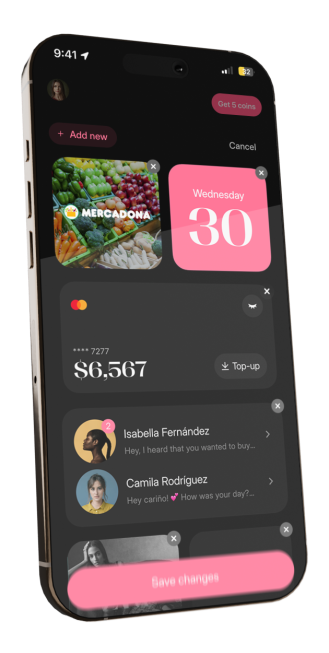 9:41
82
Get 5 coins
+ Add new
Cancel
MERCADONA
Wednesday
30
**** 7277
$6,567
Top-up
2
Isabella Fernández
Hey, I heard that you wanted to buy...
Camila Rodríguez
Hey cariño! 💕 How was your day?...
Save changes